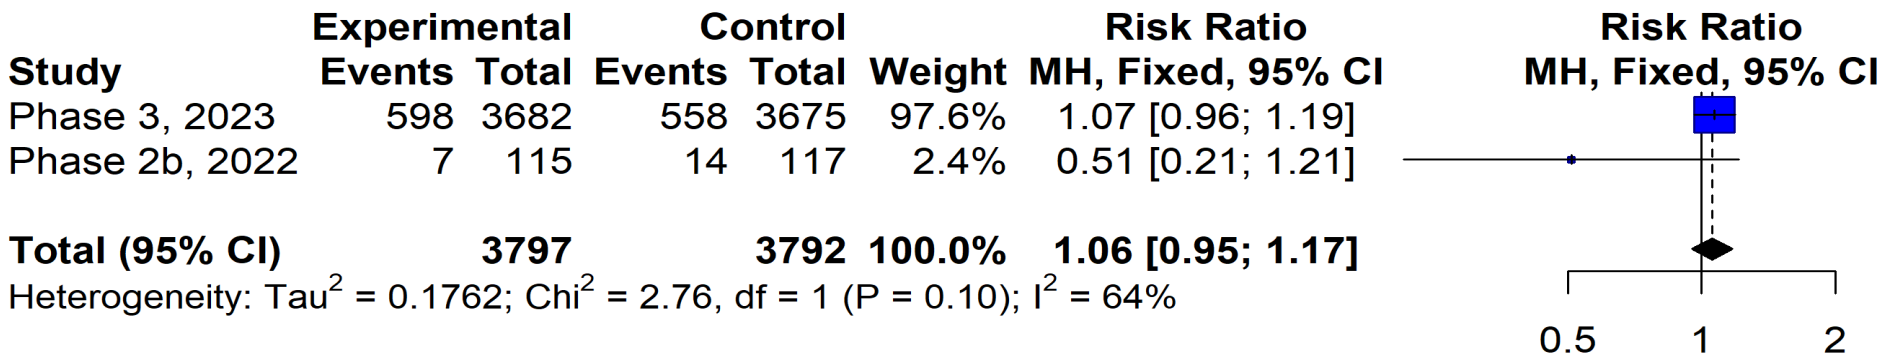 Experimental Control Risk Ratio Risk Ratio
Study Events Total Events Total Weight MH, Fixed, 95% CI MH, Fixed, 95% CI
Phase 3, 2023 598 3682 558 3675 97.6% 1.07 [0.96; 1.19]
Phase 2b, 2022 7 115 14 117 2.4% 0.51 [0.21; 1.21]
Total (95% CI) 3797 3792 100.0% 1.06 [0.95; 1.17]
Heterogeneity: Tau² = 0.1762; Chi² = 2.76, df = 1 (P = 0.10); I² = 64%
0.5 1 2